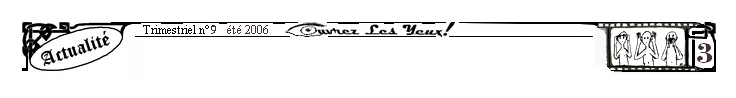 Actualité
Trimestriel n°9 été 2006
Ouvrez Les Yeux!
3